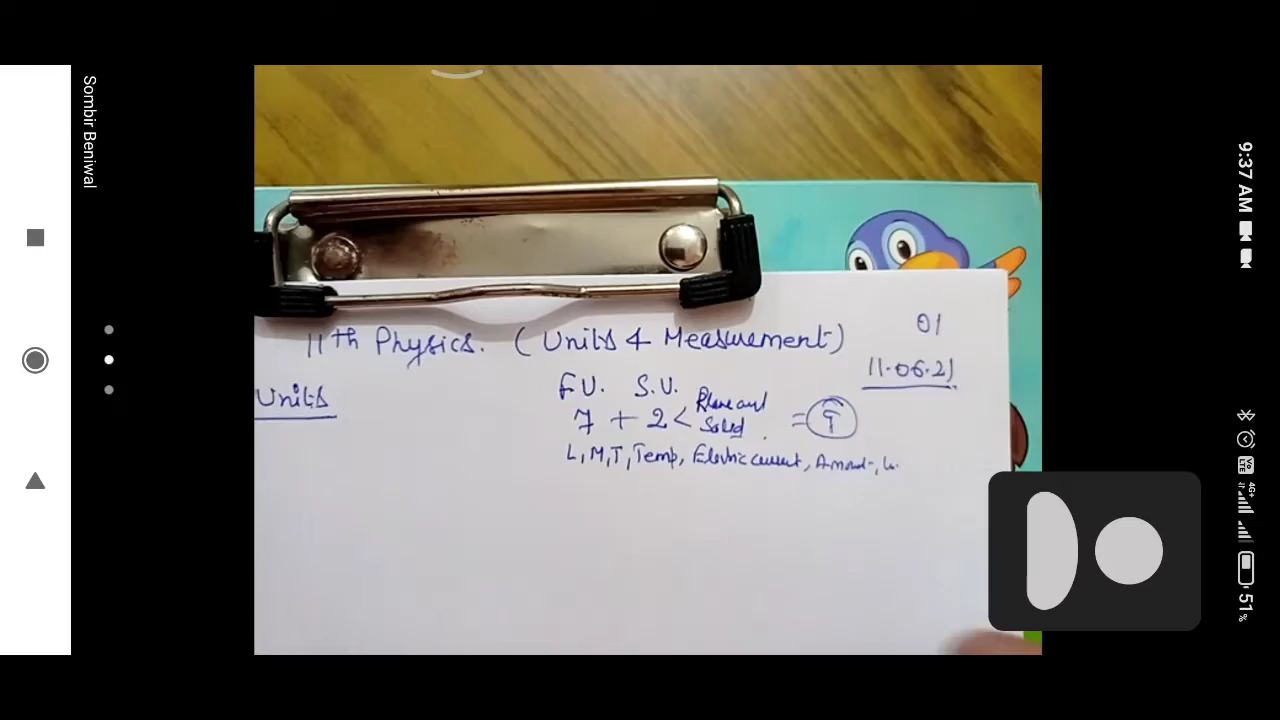 Sombir Beniwal
9:37 AM
4G+
51%
11th Physics. (Units & Measurement)
01
11.06.21
Units
F.U. S.U.
7 + 2 < Plane and Solid = 9
L, M, T, Temp, Electric current, Amount,